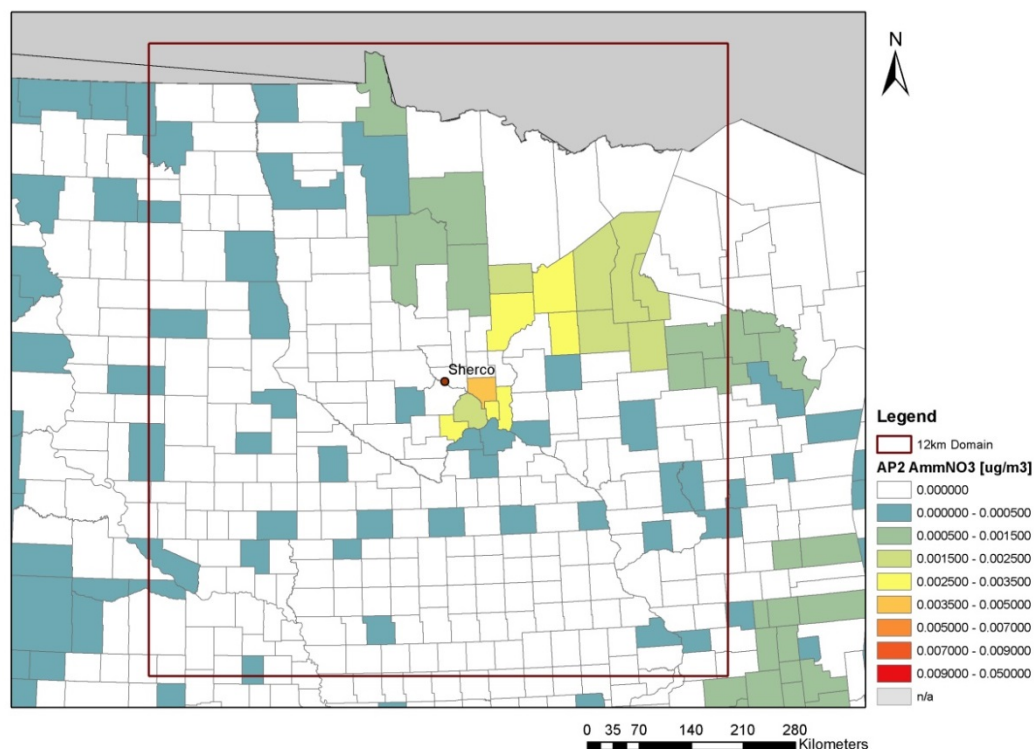 N
Sherco
Legend
12km Domain
AP2 AmmNO3 [ug/m3]
0.000000
0.000000 - 0.000500
0.000500 - 0.001500
0.001500 - 0.002500
0.002500 - 0.003500
0.003500 - 0.005000
0.005000 - 0.007000
0.007000 - 0.009000
0.009000 - 0.050000
n/a
0 35 70 140 210 280
Kilometers